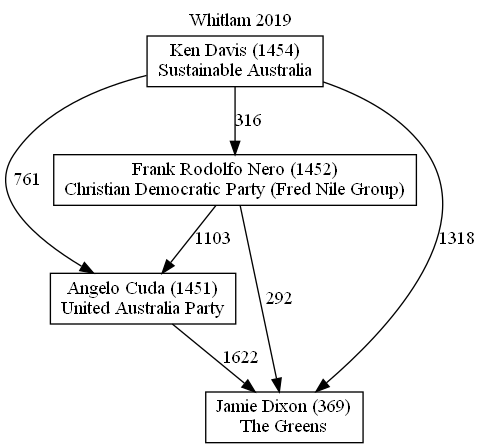 Whitlam 2019
Ken Davis (1454)
Sustainable Australia
316
Frank Rodolfo Nero (1452)
Christian Democratic Party (Fred Nile Group)
761
1103
1318
Angelo Cuda (1451)
United Australia Party
292
1622
Jamie Dixon (369)
The Greens